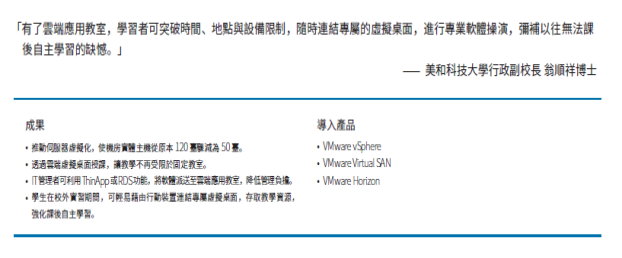 「有了雲端應用教室，學習者可突破時間、地點與設備限制，隨時連結專屬的虛擬桌面，進行專業軟體操演，彌補以往無法課
後自主學習的缺憾。」
—— 美和科技大學行政副校長 翁順祥博士
成果
• 推動伺服器虛擬化，使機房實體主機從原本 120 臺驟減為 50 臺。
• 透過雲端虛擬桌面授課，讓教學不再受限於固定教室。
• IT管理者可利用ThinApp或RDS功能，將軟體派送至雲端應用教室，降低管理負擔。
• 學生在校外實習期間，可輕易藉由行動裝置連結專屬虛擬桌面，存取教學資源，
強化課後自主學習。
導入產品
• VMware vSphere
• VMware Virtual SAN
• VMware Horizon